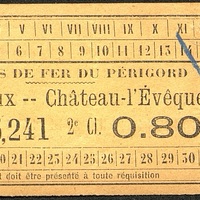 V VI VII VIII IX X XI
6 7 8 9 10 11 12 13 14
S DE FER DU PÉRIGORD
ux -- Château-l'Évêque
5,241 2e Cl. 0.80
19 20 21 22 23 24 25 26 27 28 29 30
t doit être présenté à toute réquisition